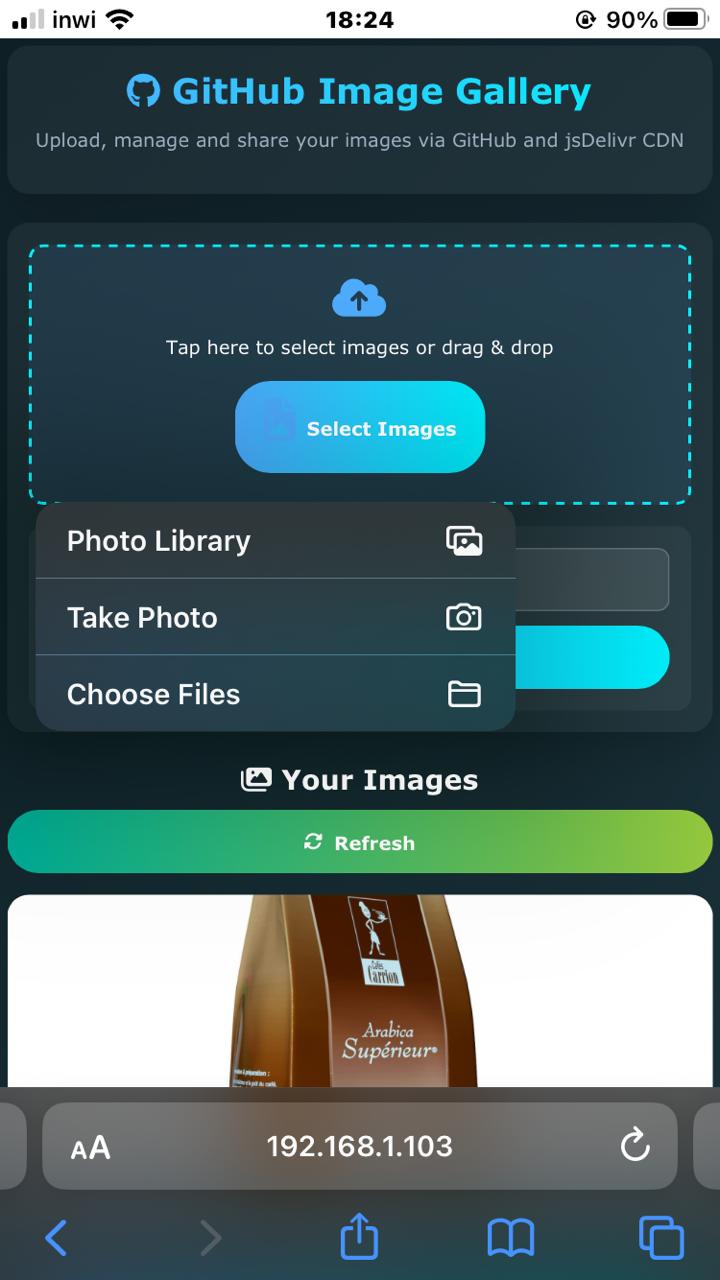 inwi 18:24 90%
GitHub Image Gallery
Upload, manage and share your images via GitHub and jsDelivr CDN
Tap here to select images or drag & drop
Select Images
Photo Library
Take Photo
Choose Files
Your Images
Refresh
Cafés
Carrion
Arabica
Supérieur
AA 192.168.1.103